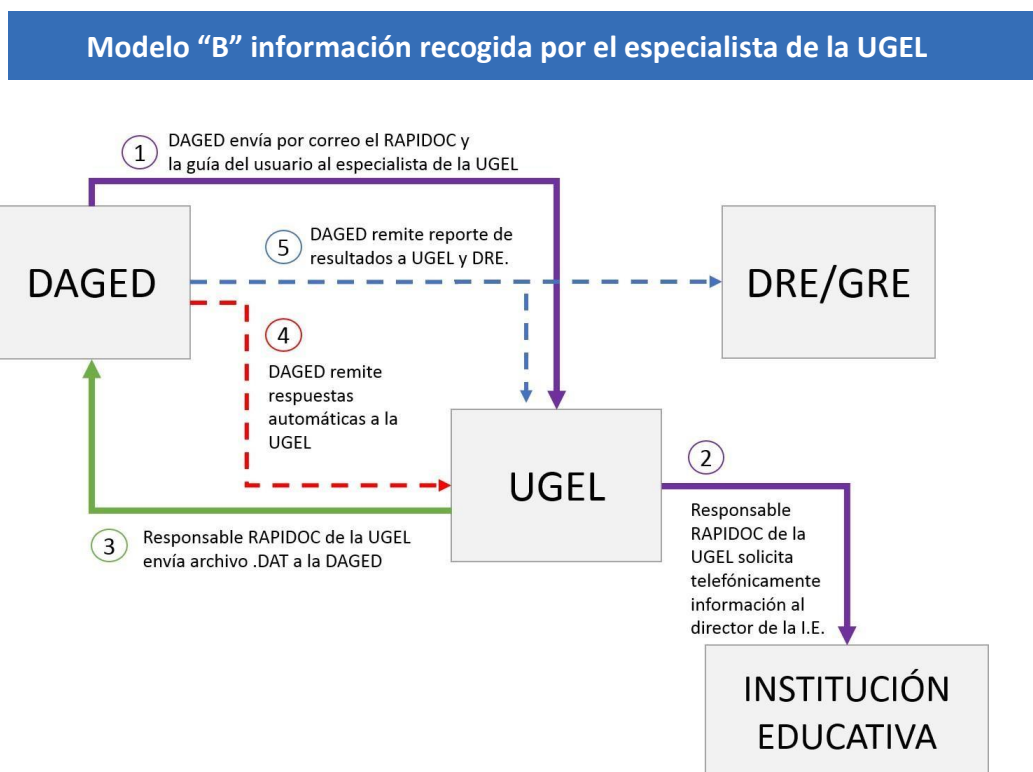 Modelo “B” información recogida por el especialista de la UGEL
1
DAGED envía por correo el RAPIDOC y
la guía del usuario al especialista de la UGEL
DAGED
5
DAGED remite reporte de
resultados a UGEL y DRE.
DRE/GRE
4
DAGED remite
respuestas
automáticas a la
UGEL
UGEL
2
Responsable
RAPIDOC de la
UGEL solicita
telefónicamente
información al
director de la I.E.
3
Responsable RAPIDOC de la UGEL
envía archivo .DAT a la DAGED
INSTITUCIÓN
EDUCATIVA